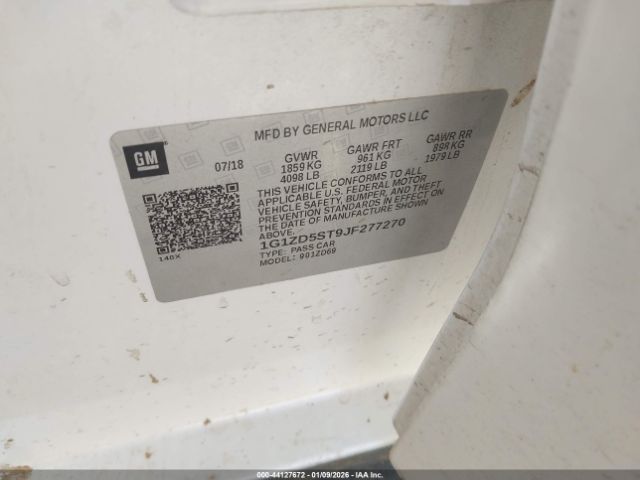 MFD BY GENERAL MOTORS LLC
GM
07/18
GVWR GAWR FRT GAWR RR
1859 KG 961 KG 898 KG
4098 LB 2119 LB 1979 LB
THIS VEHICLE CONFORMS TO ALL
APPLICABLE U.S. FEDERAL MOTOR
VEHICLE SAFETY, BUMPER, AND THEFT
PREVENTION STANDARDS IN EFFECT ON
THE DATE OF MANUFACTURE SHOWN
ABOVE.
1G1ZD5ST9JF277270
TYPE: PASS CAR
MODEL: 991ZD69
148X
000-44127672 - 01/09/2026 - © IAA Inc.